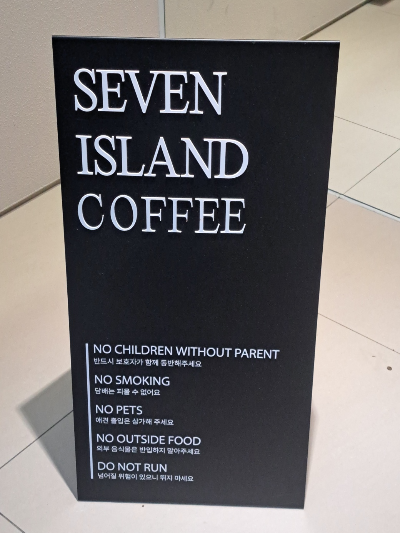 SEVEN
ISLAND
COFFEE
NO CHILDREN WITHOUT PARENT
반드시 보호자가 함께 동반해주세요
NO SMOKING
담배는 피울 수 없어요
NO PETS
애견 출입은 삼가해 주세요
NO OUTSIDE FOOD
외부 음식물은 반입하지 말아주세요
DO NOT RUN
넘어질 위험이 있으니 뛰지 마세요